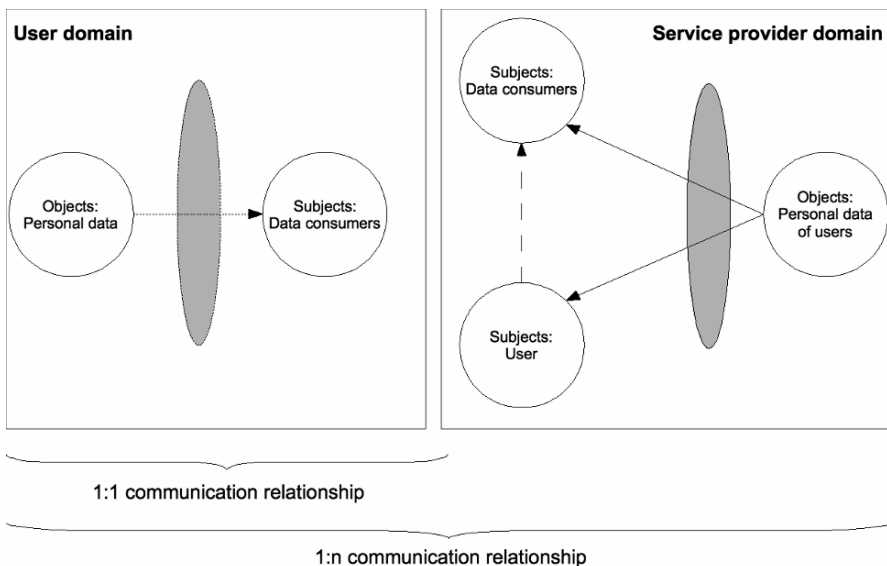 User domain
Objects:
Personal data
Subjects:
Data consumers
Service provider domain
Subjects:
Data consumers
Subjects:
User
Objects:
Personal data
of users
1:1 communication relationship
1:n communication relationship